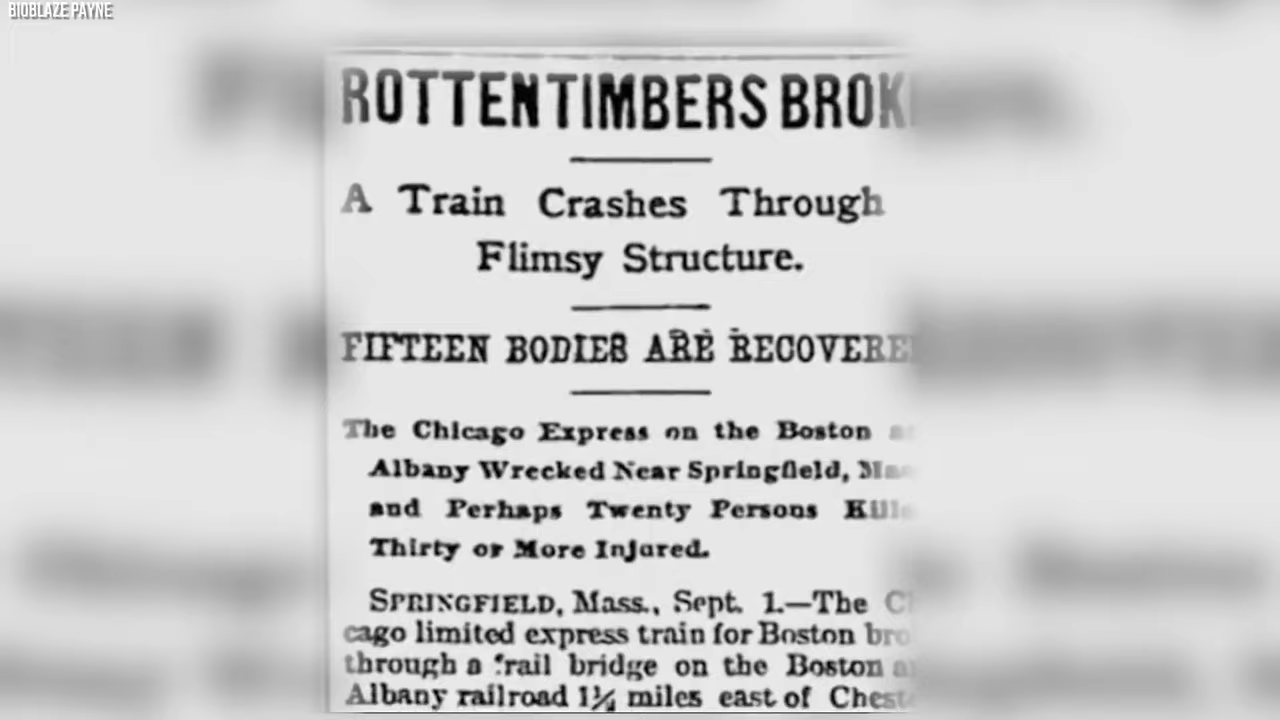 BIOBLAZE PAYNE
ROTTEN TIMBERS BROK
A Train Crashes Through
Flimsy Structure.
FIFTEEN BODIES ARE RECOVERE
The Chicago Express on the Boston
Albany Wrecked Near Springfield,
and Perhaps Twenty Persons
Thirty or More Injured.
SPRINGFIELD, Mass., Sept. 1.—The
cago limited express train for Boston bro
through a frail bridge on the Boston
Albany railroad 1¼ miles east of Chest